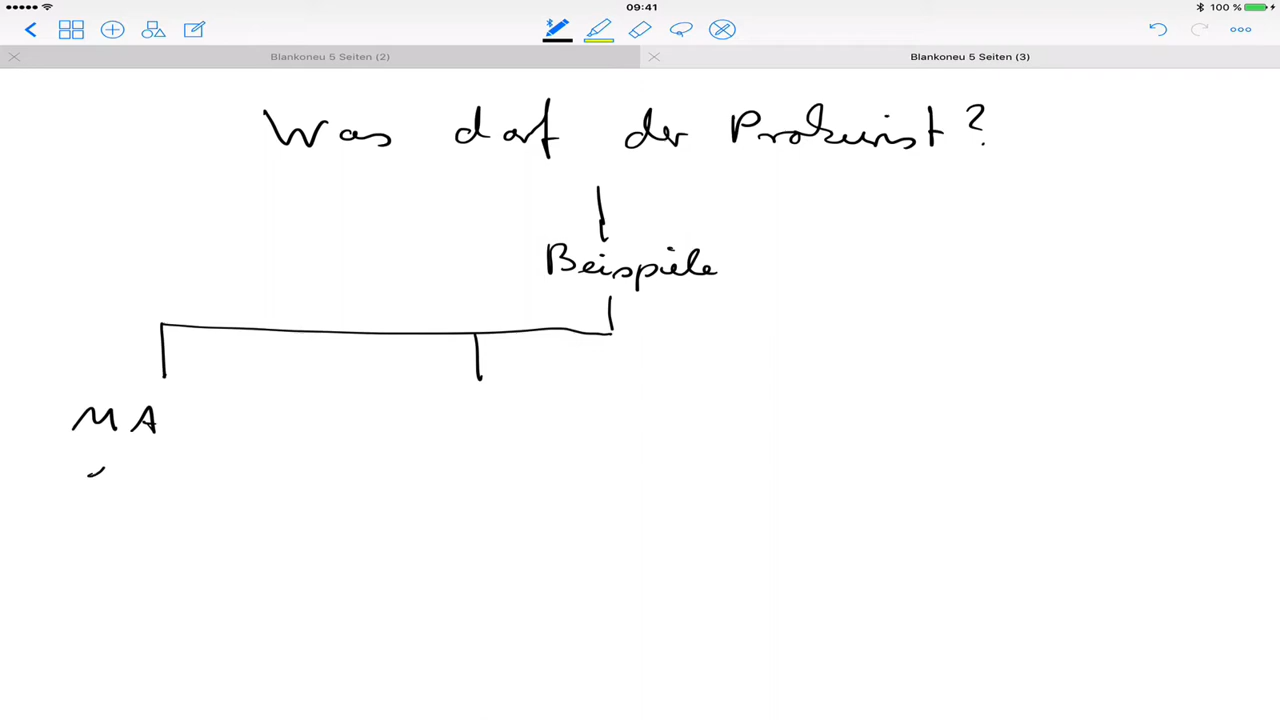 09:41
100 %
Blankoneu 5 Seiten (2)
Blankoneu 5 Seiten (3)
Was darf der Prokurist?
Beispiele
MA